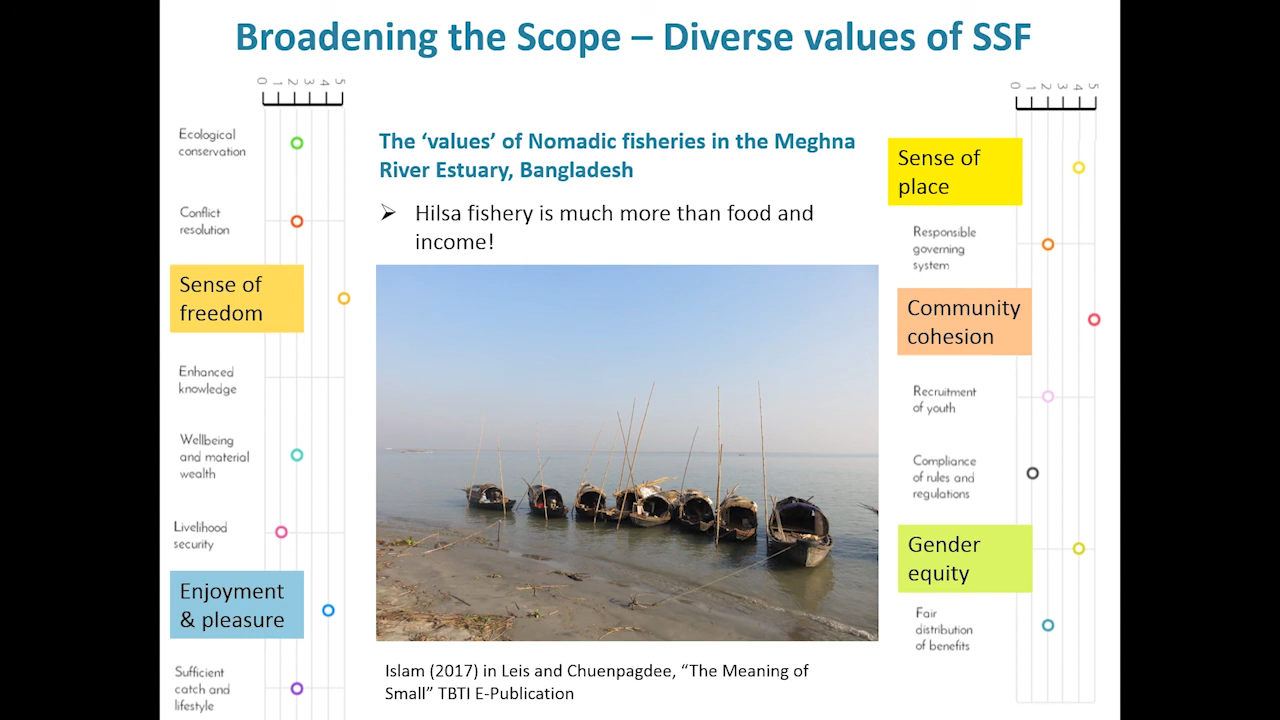 Broadening the Scope – Diverse values of SSF
0 1 2 3 4 5
Ecological
conservation
Conflict
resolution
Sense of
freedom
Enhanced
knowledge
Wellbeing
and material
wealth
Livelihood
security
Enjoyment
& pleasure
Sufficient
catch and
lifestyle
The ‘values’ of Nomadic fisheries in the Meghna
River Estuary, Bangladesh
➢ Hilsa fishery is much more than food and
income!
Islam (2017) in Leis and Chuenpagdee, “The Meaning of
Small” TBTI E-Publication
0 1 2 3 4 5
Sense of
place
Responsible
governing
system
Community
cohesion
Recruitment
of youth
Compliance
of rules and
regulations
Gender
equity
Fair
distribution
of benefits